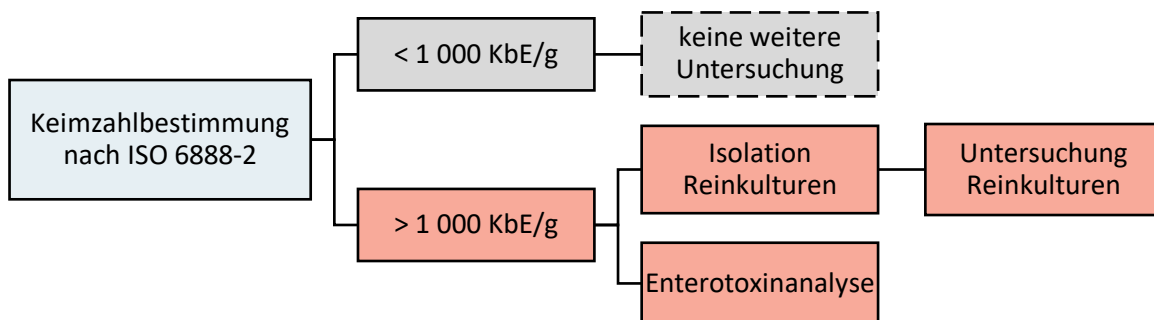 Keimzahlbestimmung
nach ISO 6888-2
< 1 000 KbE/g
keine weitere
Untersuchung
> 1 000 KbE/g
Isolation
Reinkulturen
Untersuchung
Reinkulturen
Enterotoxinanalyse